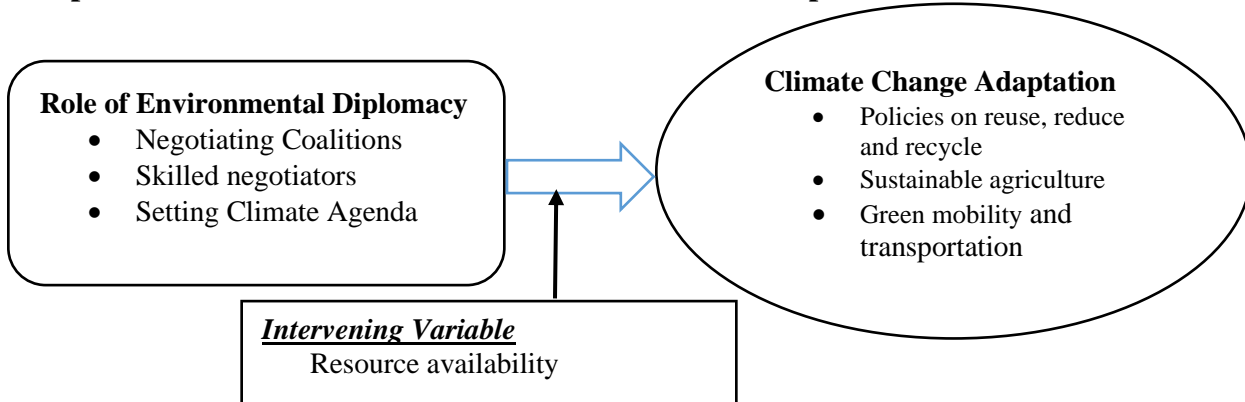 Role of Environmental Diplomacy
• Negotiating Coalitions
• Skilled negotiators
• Setting Climate Agenda
Climate Change Adaptation
• Policies on reuse, reduce
and recycle
• Sustainable agriculture
• Green mobility and
transportation
Intervening Variable
Resource availability